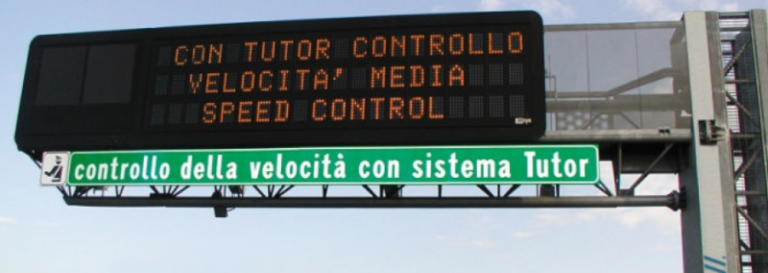 CON TUTOR CONTROLLO
VELOCITA' MEDIA
SPEED CONTROL
controllo della velocità con sistema Tutor